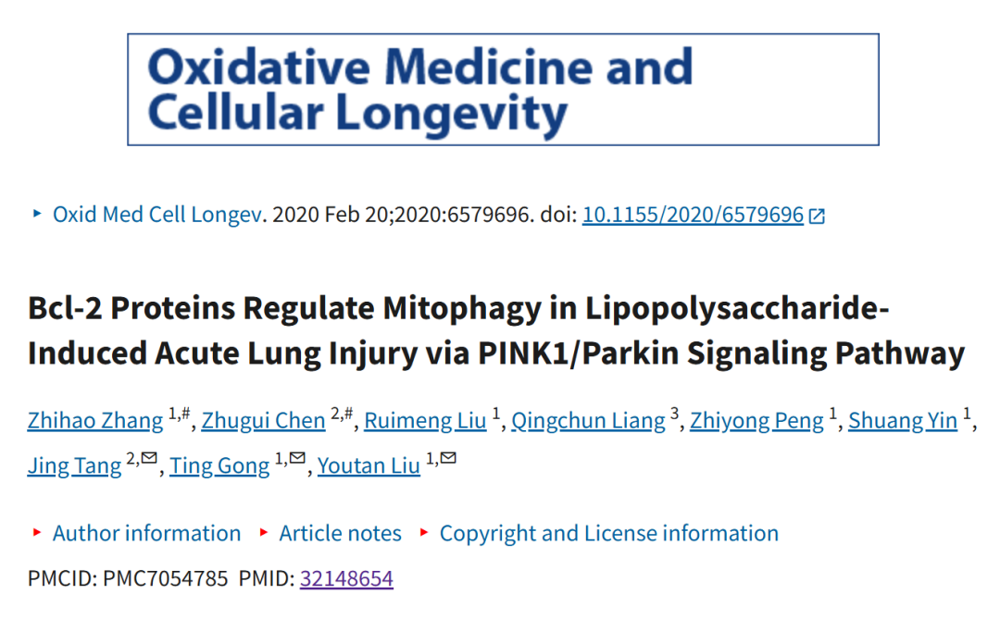 Oxidative Medicine and
Cellular Longevity
Oxid Med Cell Longev. 2020 Feb 20;2020:6579696. doi: 10.1155/2020/6579696
Bcl-2 Proteins Regulate Mitophagy in Lipopolysaccharide-
Induced Acute Lung Injury via PINK1/Parkin Signaling Pathway
Zhihao Zhang 1,#, Zhugui Chen 2,#, Ruimeng Liu 1, Qingchun Liang 3, Zhiyong Peng 1, Shuang Yin 1,
Jing Tang 2,✉, Ting Gong 1,✉, Youtan Liu 1,✉
Author information Article notes Copyright and License information
PMCID: PMC7054785 PMID: 32148654